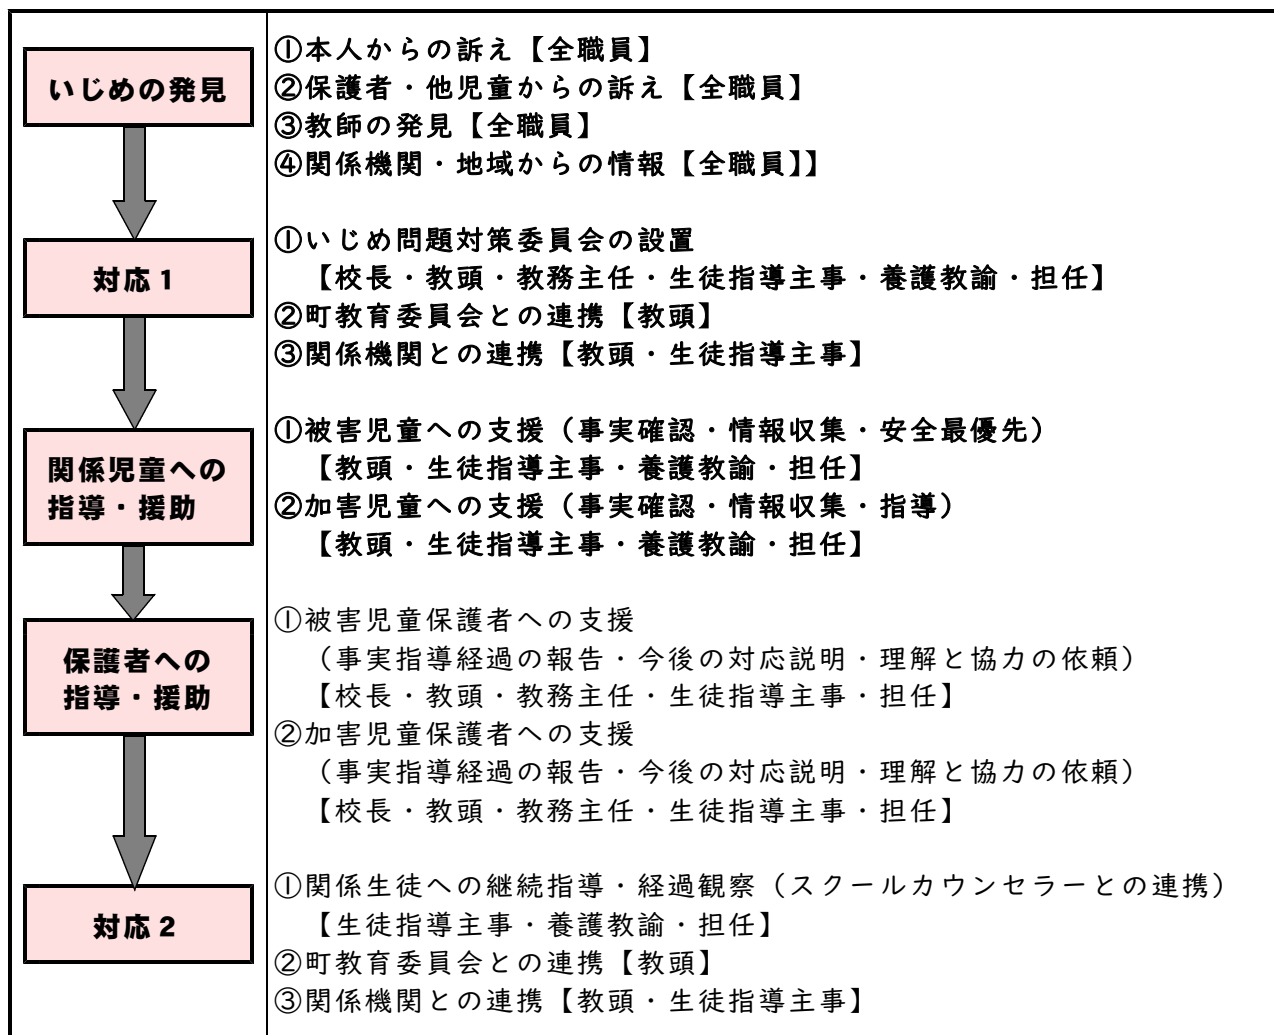 いじめの発見
①本人からの訴え【全職員】
②保護者・他児童からの訴え【全職員】
③教師の発見【全職員】
④関係機関・地域からの情報【全職員】】
対応1
①いじめ問題対策委員会の設置
【校長・教頭・教務主任・生徒指導主事・養護教諭・担任】
②町教育委員会との連携【教頭】
③関係機関との連携【教頭・生徒指導主事】
関係児童への
指導・援助
①被害児童への支援（事実確認・情報収集・安全最優先）
【教頭・生徒指導主事・養護教諭・担任】
②加害児童への支援（事実確認・情報収集・指導）
【教頭・生徒指導主事・養護教諭・担任】
保護者への
指導・援助
①被害児童保護者への支援
（事実指導経過の報告・今後の対応説明・理解と協力の依頼）
【校長・教頭・教務主任・生徒指導主事・担任】
②加害児童保護者への支援
（事実指導経過の報告・今後の対応説明・理解と協力の依頼）
【校長・教頭・教務主任・生徒指導主事・担任】
対応2
①関係生徒への継続指導・経過観察（スクールカウンセラーとの連携）
【生徒指導主事・養護教諭・担任】
②町教育委員会との連携【教頭】
③関係機関との連携【教頭・生徒指導主事】